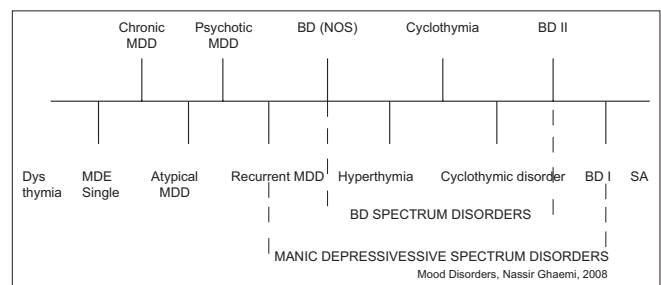 Chronic MDD
Psychotic MDD
BD (NOS)
Cyclothymia
BD II
Dys thymia
MDE Single
Atypical MDD
Recurrent MDD
Hyperthymia
Cyclothymic disorder
BD I
SA
BD SPECTRUM DISORDERS
MANIC DEPRESSIVESSIVE SPECTRUM DISORDERS
Mood Disorders, Nassir Ghaemi, 2008